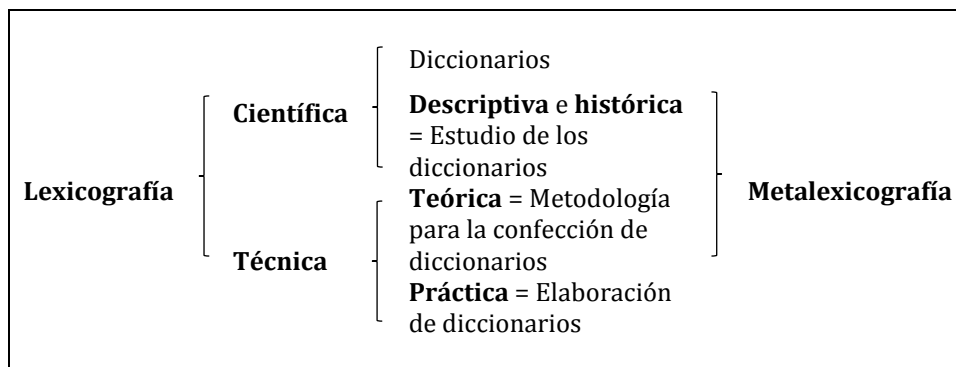 Diccionarios
Científica
Descriptiva e histórica
= Estudio de los
diccionarios
Lexicografía
Teórica = Metodología
para la confección de
diccionarios
Metalexicografía
Técnica
Práctica = Elaboración
de diccionarios